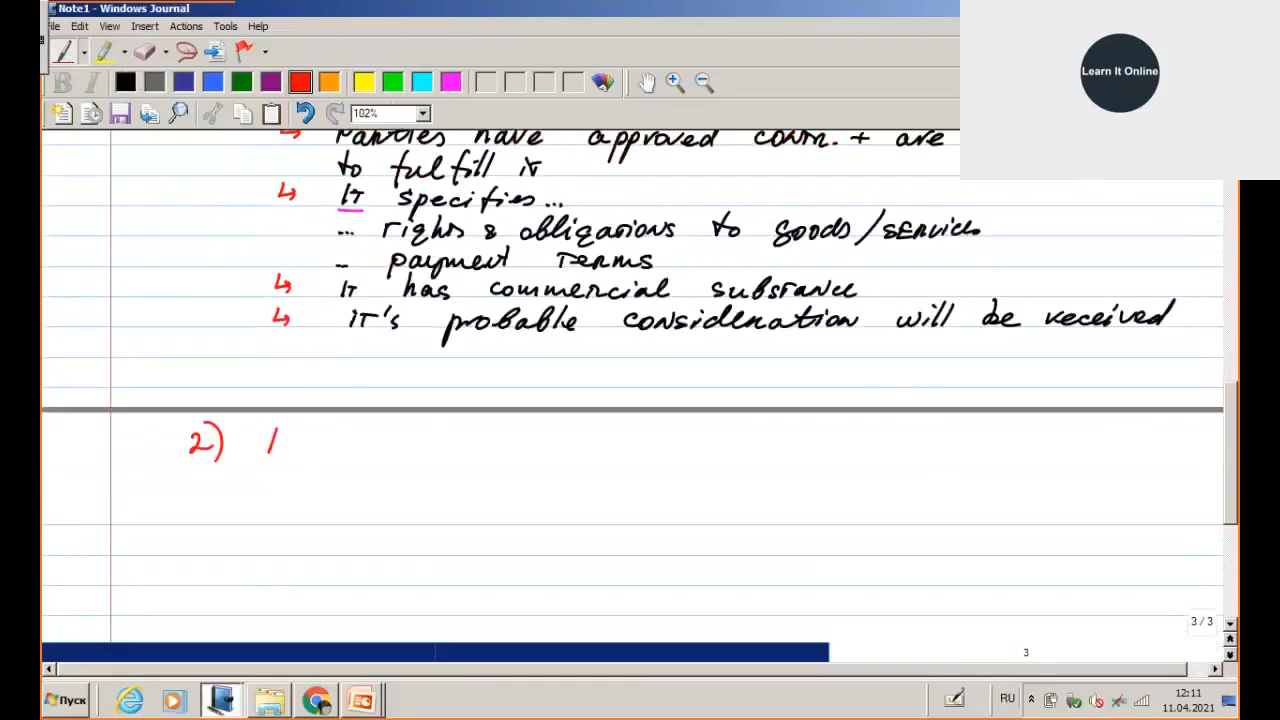 Note1 - Windows Journal
File Edit View Insert Actions Tools Help
Learn It Online
B I
102%
↳ Parties have approved comm. + are
to fulfill it
↳ It specifies...
... rights & obligations to goods/services
.. payment terms
↳ It has commercial substance
↳ IT's probable consideration will be received
2) I
3 / 3
3
Пуск
RU
12:11
11.04.2021